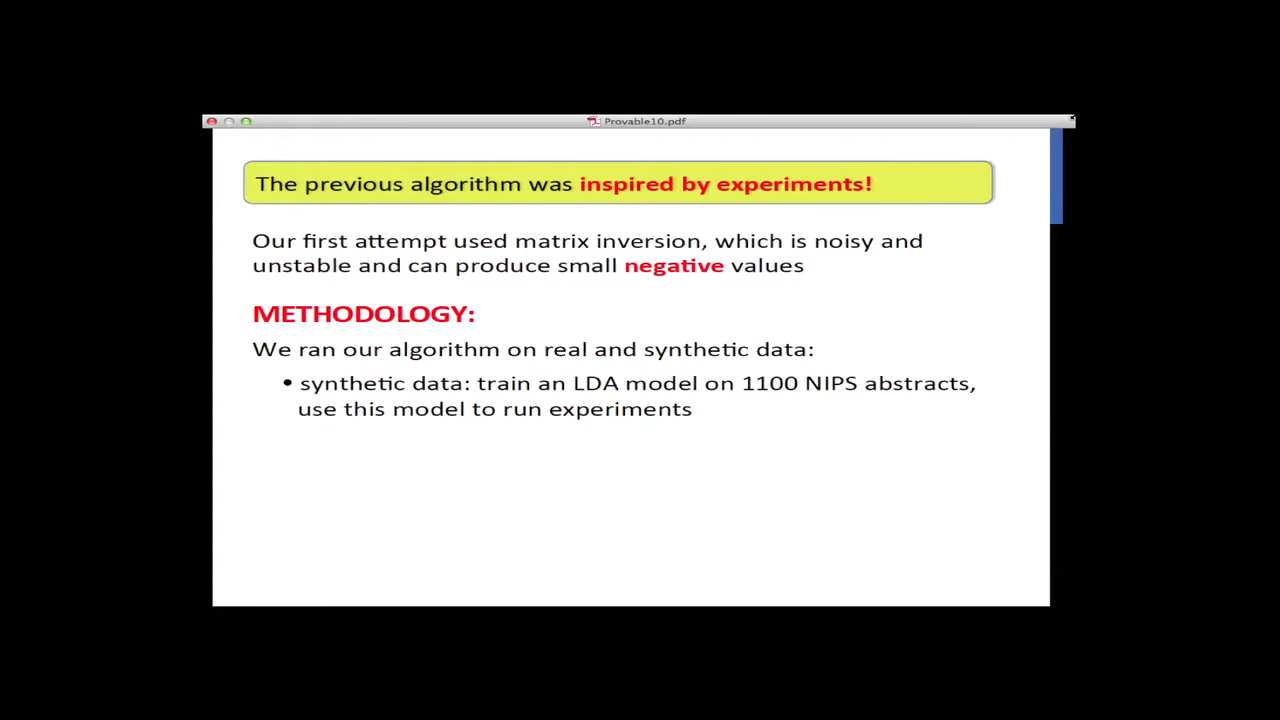 Provable10.pdf
The previous algorithm was inspired by experiments!
Our first attempt used matrix inversion, which is noisy and
unstable and can produce small negative values
METHODOLOGY:
We ran our algorithm on real and synthetic data:
• synthetic data: train an LDA model on 1100 NIPS abstracts,
use this model to run experiments